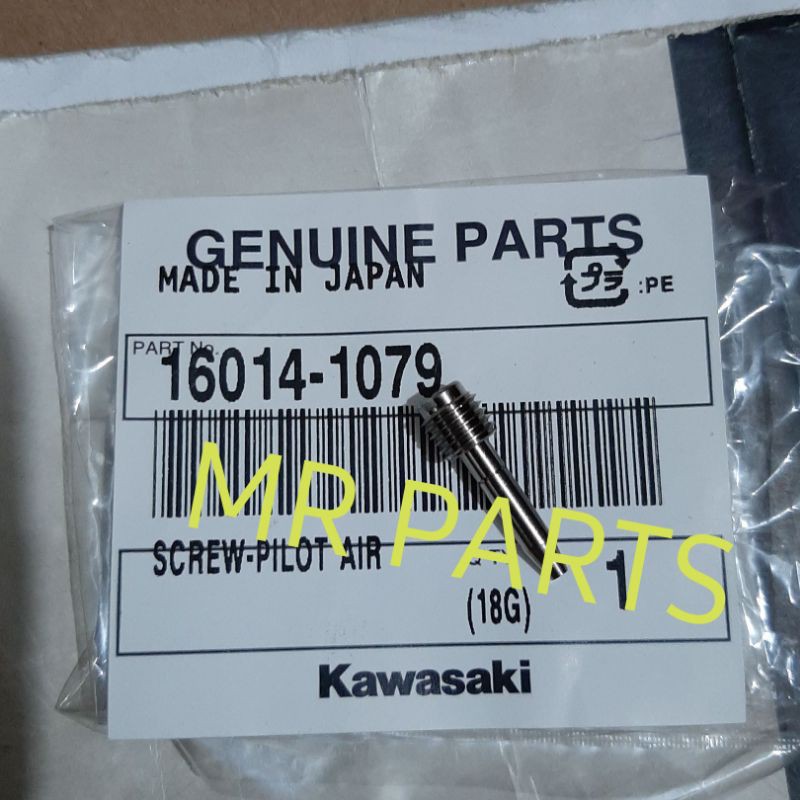 GENUINE PARTS
MADE IN JAPAN
プラ :PE
PART No.
16014-1079
MR PARTS
SCREW-PILOT AIR
1
(18G)
Kawasaki